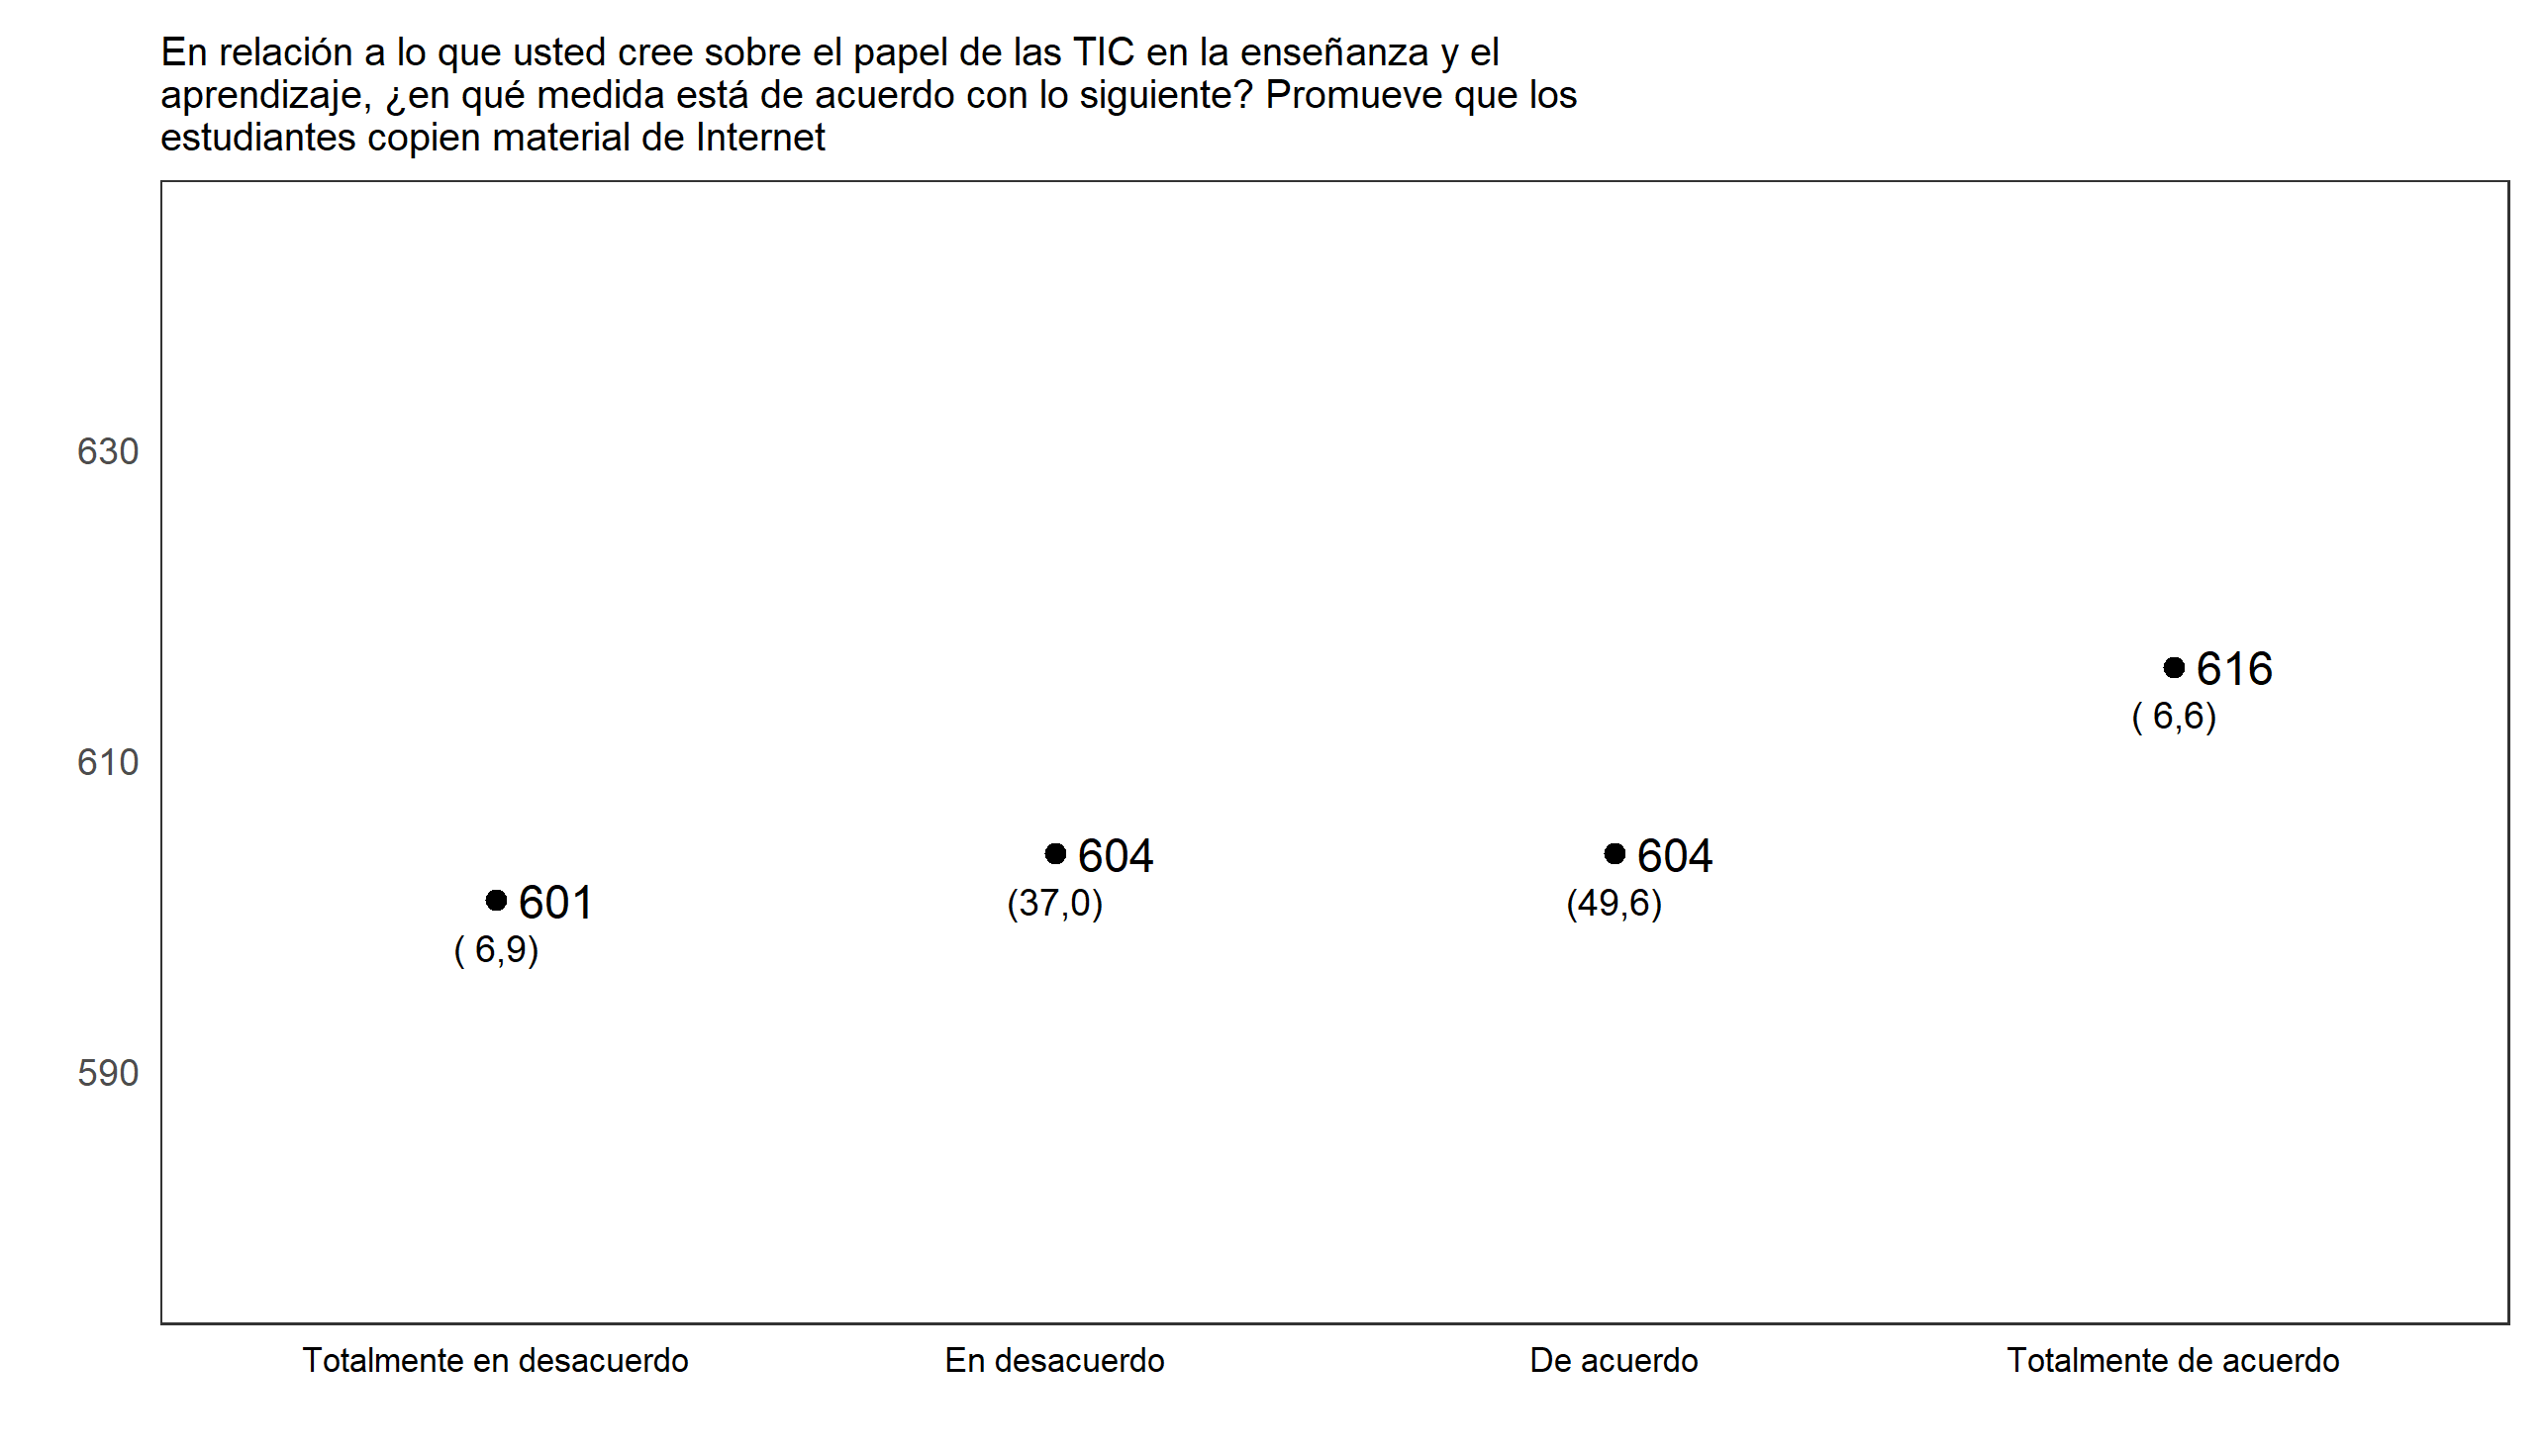 En relación a lo que usted cree sobre el papel de las TIC en la enseñanza y el
aprendizaje, ¿en qué medida está de acuerdo con lo siguiente? Promueve que los
estudiantes copien material de Internet
630
616
( 6,6)
610
604
(37,0)
604
(49,6)
601
( 6,9)
590
Totalmente en desacuerdo
En desacuerdo
De acuerdo
Totalmente de acuerdo